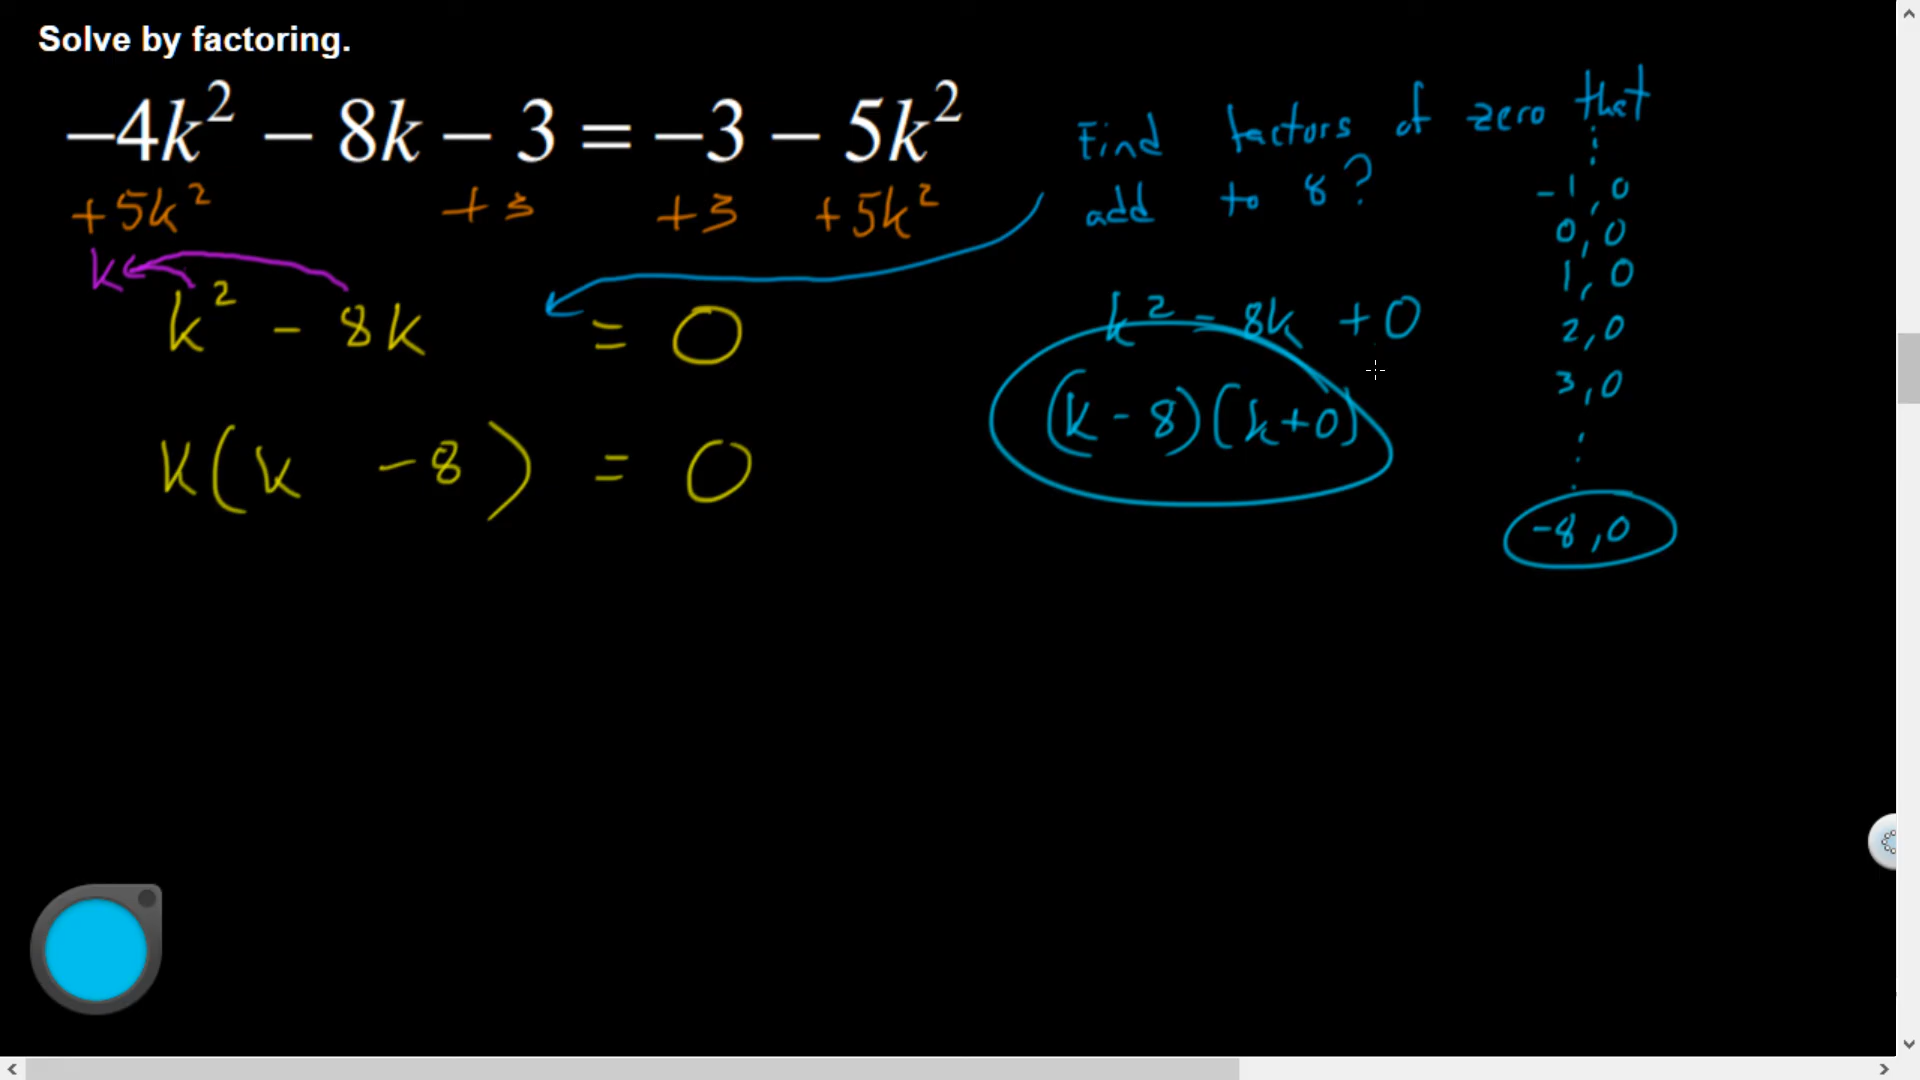 Solve by factoring.
−4k² − 8k − 3 = −3 − 5k²
+5k² +3 +3 +5k²
k
k² − 8k = 0
k(k −8) = 0
Find factors of zero that
add to 8?
k² − 8k +0
(k − 8)(k+0)
−1, 0
0, 0
1, 0
2, 0
3, 0
−8, 0